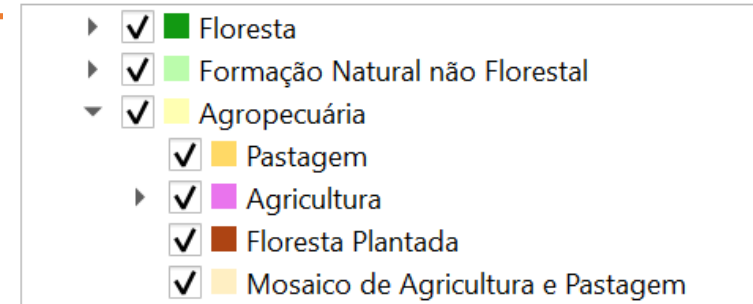 Floresta
Formação Natural não Florestal
Agropecuária
Pastagem
Agricultura
Floresta Plantada
Mosaico de Agricultura e Pastagem